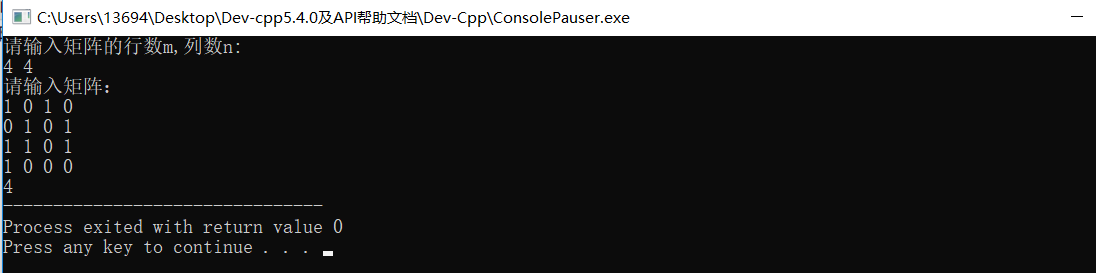 C:\Users\13694\Desktop\Dev-cpp5.4.0及API帮助文档\Dev-Cpp\ConsolePauser.exe
请输入矩阵的行数m,列数n:
4 4
请输入矩阵:
1 0 1 0
0 1 0 1
1 1 0 1
1 0 0 0
4
--------------------------------
Process exited with return value 0
Press any key to continue . . .